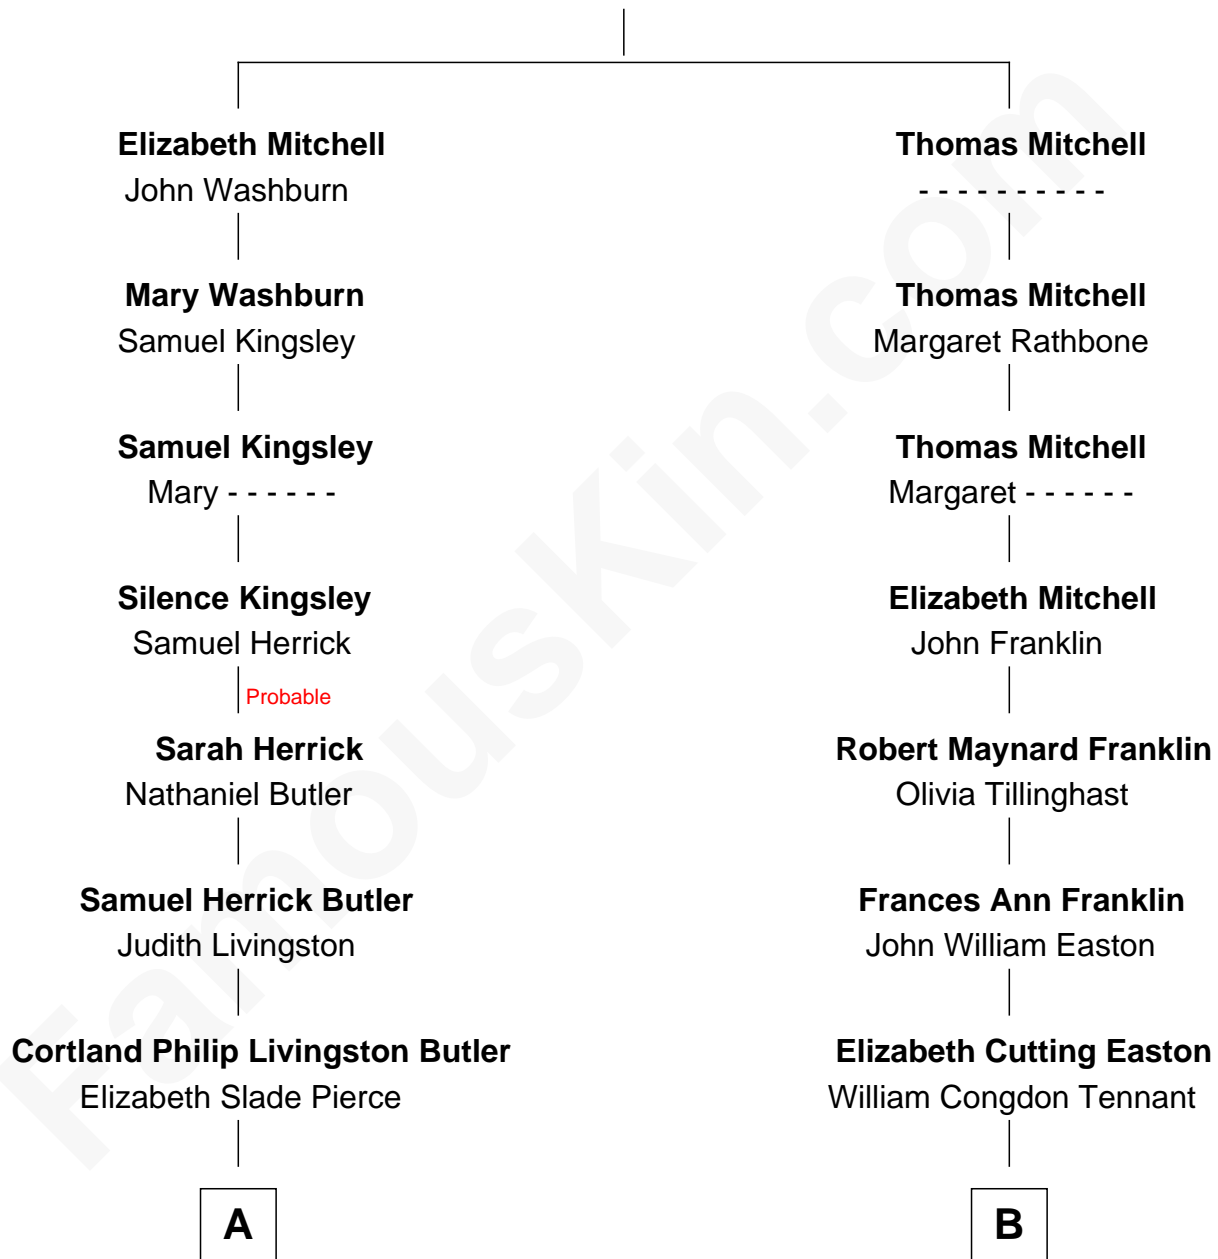 Elizabeth Mitchell
John Washburn
Thomas Mitchell
- - - - - - - - - -
Mary Washburn
Samuel Kingsley
Thomas Mitchell
Margaret Rathbone
Samuel Kingsley
Mary - - - - - -
Thomas Mitchell
Margaret - - - - - -
Silence Kingsley
Samuel Herrick
Elizabeth Mitchell
John Franklin
Probable
Sarah Herrick
Nathaniel Butler
Robert Maynard Franklin
Olivia Tillinghast
Samuel Herrick Butler
Judith Livingston
Frances Ann Franklin
John William Easton
Cortland Philip Livingston Butler
Elizabeth Slade Pierce
Elizabeth Cutting Easton
William Congdon Tennant
A
B
FamousKin.com